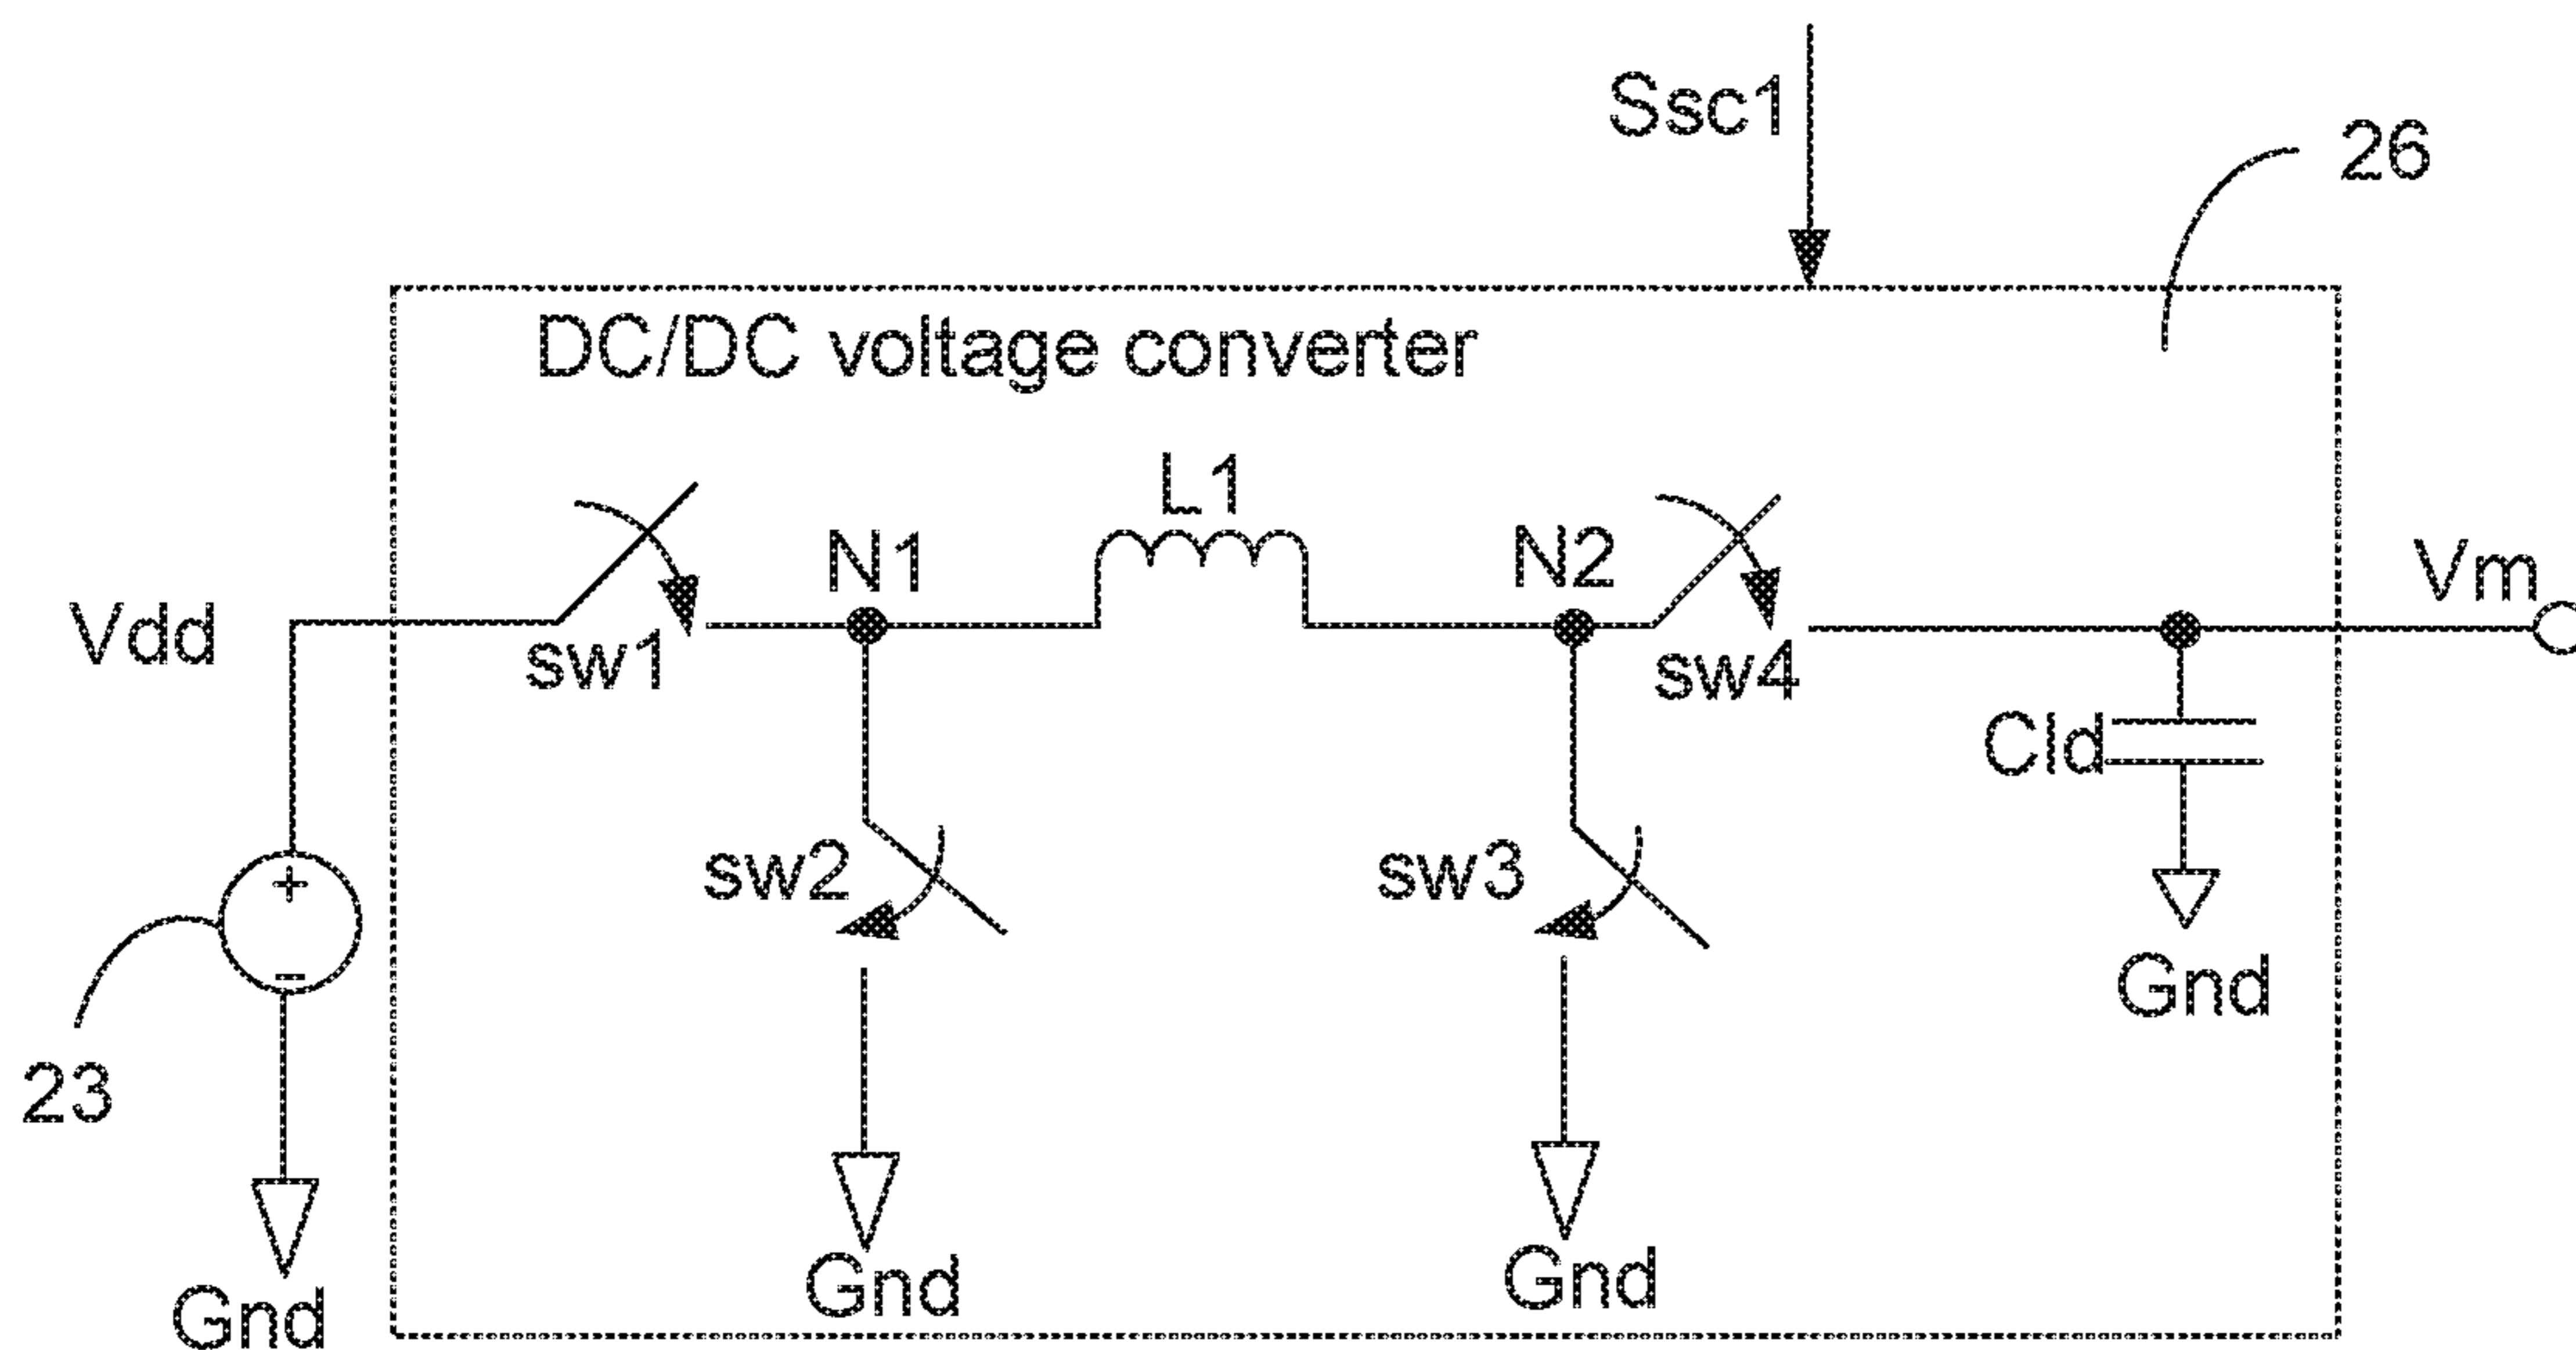 Ssc1
26
DC/DC voltage converter
L1
N1
N2
Vm
Vdd
sw1
sw4
Cld
sw2
sw3
+
-
23
Gnd
Gnd
Gnd
Gnd